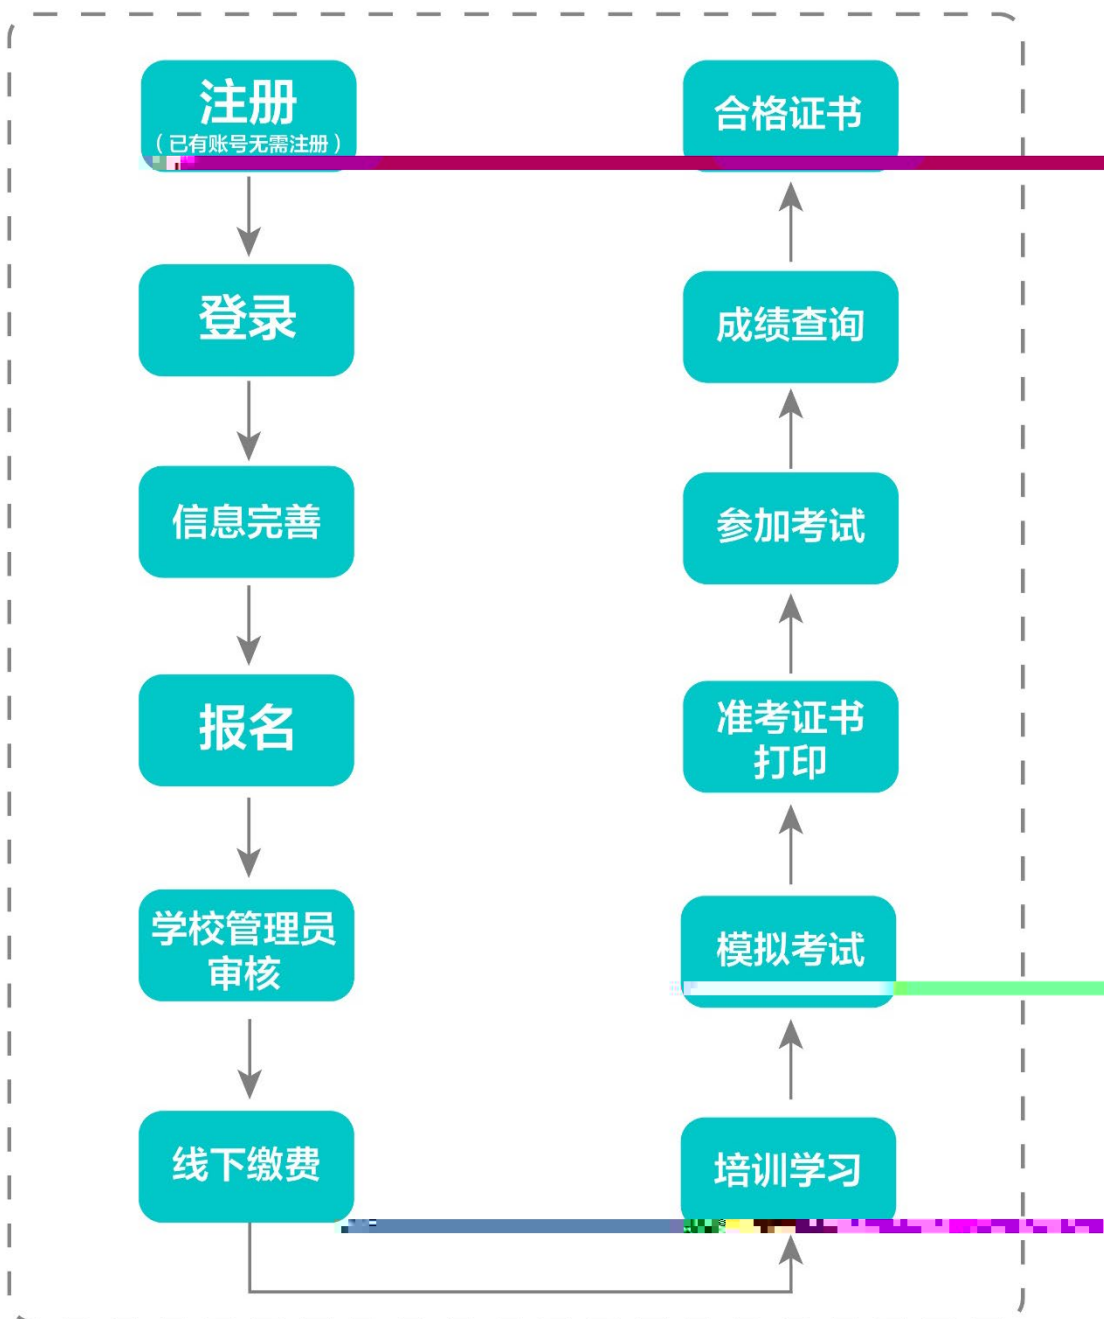 注册
（已有账号无需注册）
登录
信息完善
报名
学校管理员
审核
线下缴费
培训学习
模拟考试
准考证书
打印
参加考试
成绩查询
合格证书